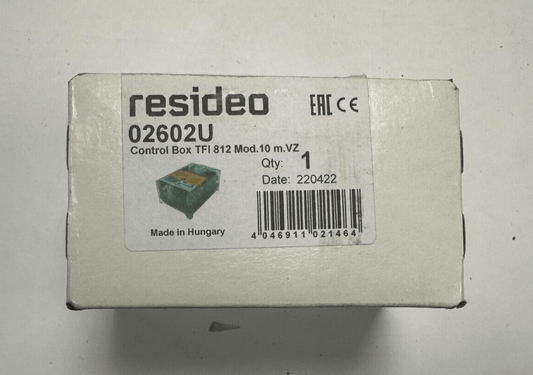 resideo
EAC CE
02602U
Control Box TFI 812 Mod.10 m.VZ
Qty: 1
Date: 220422
Made in Hungary
4 046911 021464